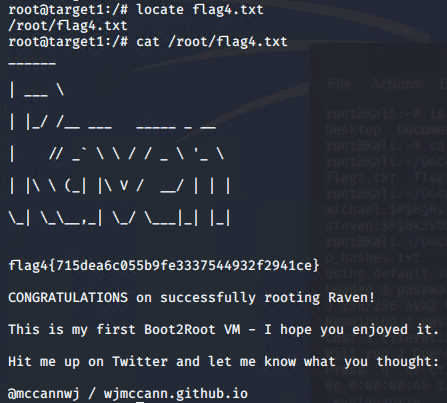 root@target1:/# locate flag4.txt
/root/flag4.txt
root@target1:/# cat /root/flag4.txt
______
| ___ \
| |_/ /__ ___   _____ _ __
|    // _` \ \ / / _ \ '_ \
| |\ \ (_| |\ V /  __/ | | |
\_| \_\__,_| \_/ \___|_| |_|
flag4{715dea6c055b9fe3337544932f2941ce}
CONGRATULATIONS on successfully rooting Raven!
This is my first Boot2Root VM - I hope you enjoyed it.
Hit me up on Twitter and let me know what you thought:
@mccannwj / wjmccann.github.io
File Actions